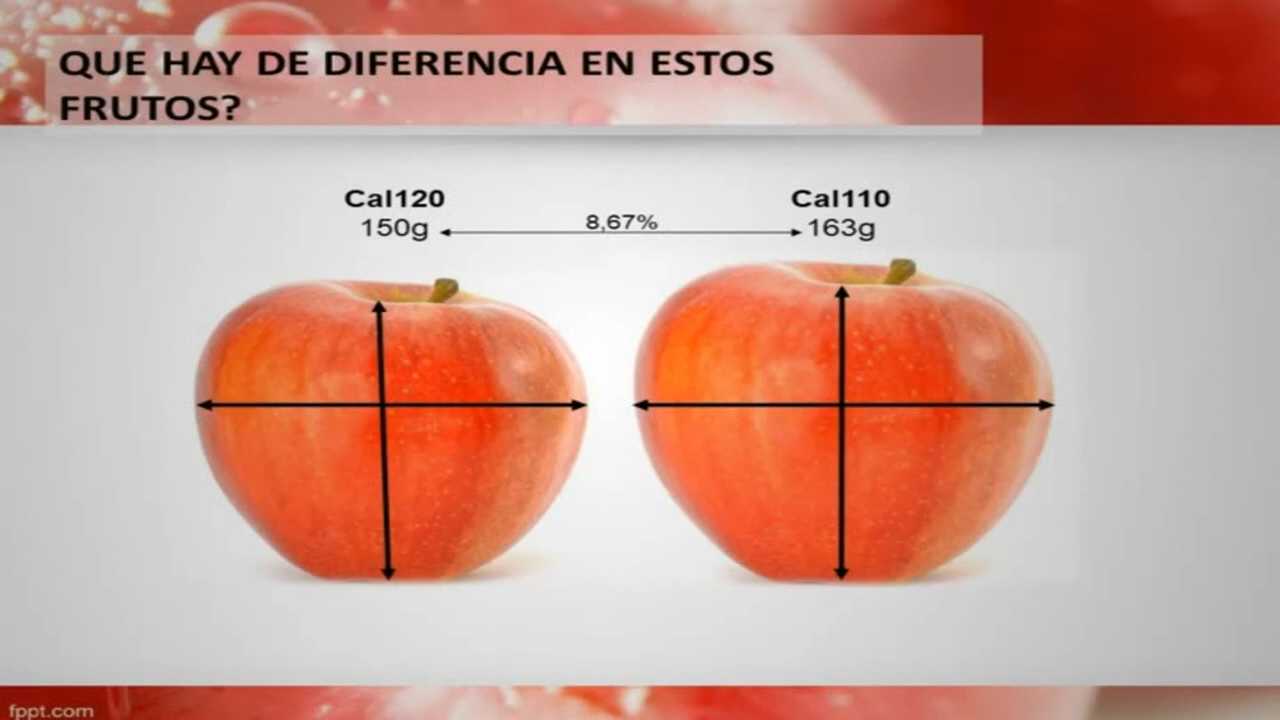 QUE HAY DE DIFERENCIA EN ESTOS
FRUTOS?
Cal120
Cal110
150g
8,67%
163g
fppt.com